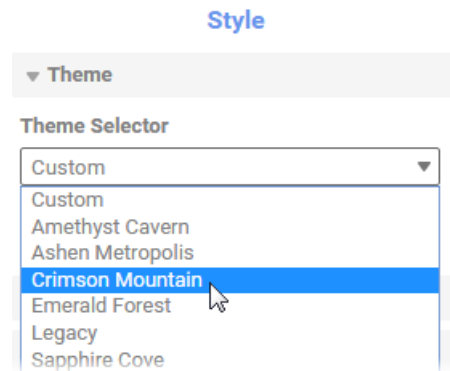 Style
Theme
Theme Selector
Custom
Custom
Amethyst Cavern
Ashen Metropolis
Crimson Mountain
Emerald Forest
Legacy
Sapphire Cove